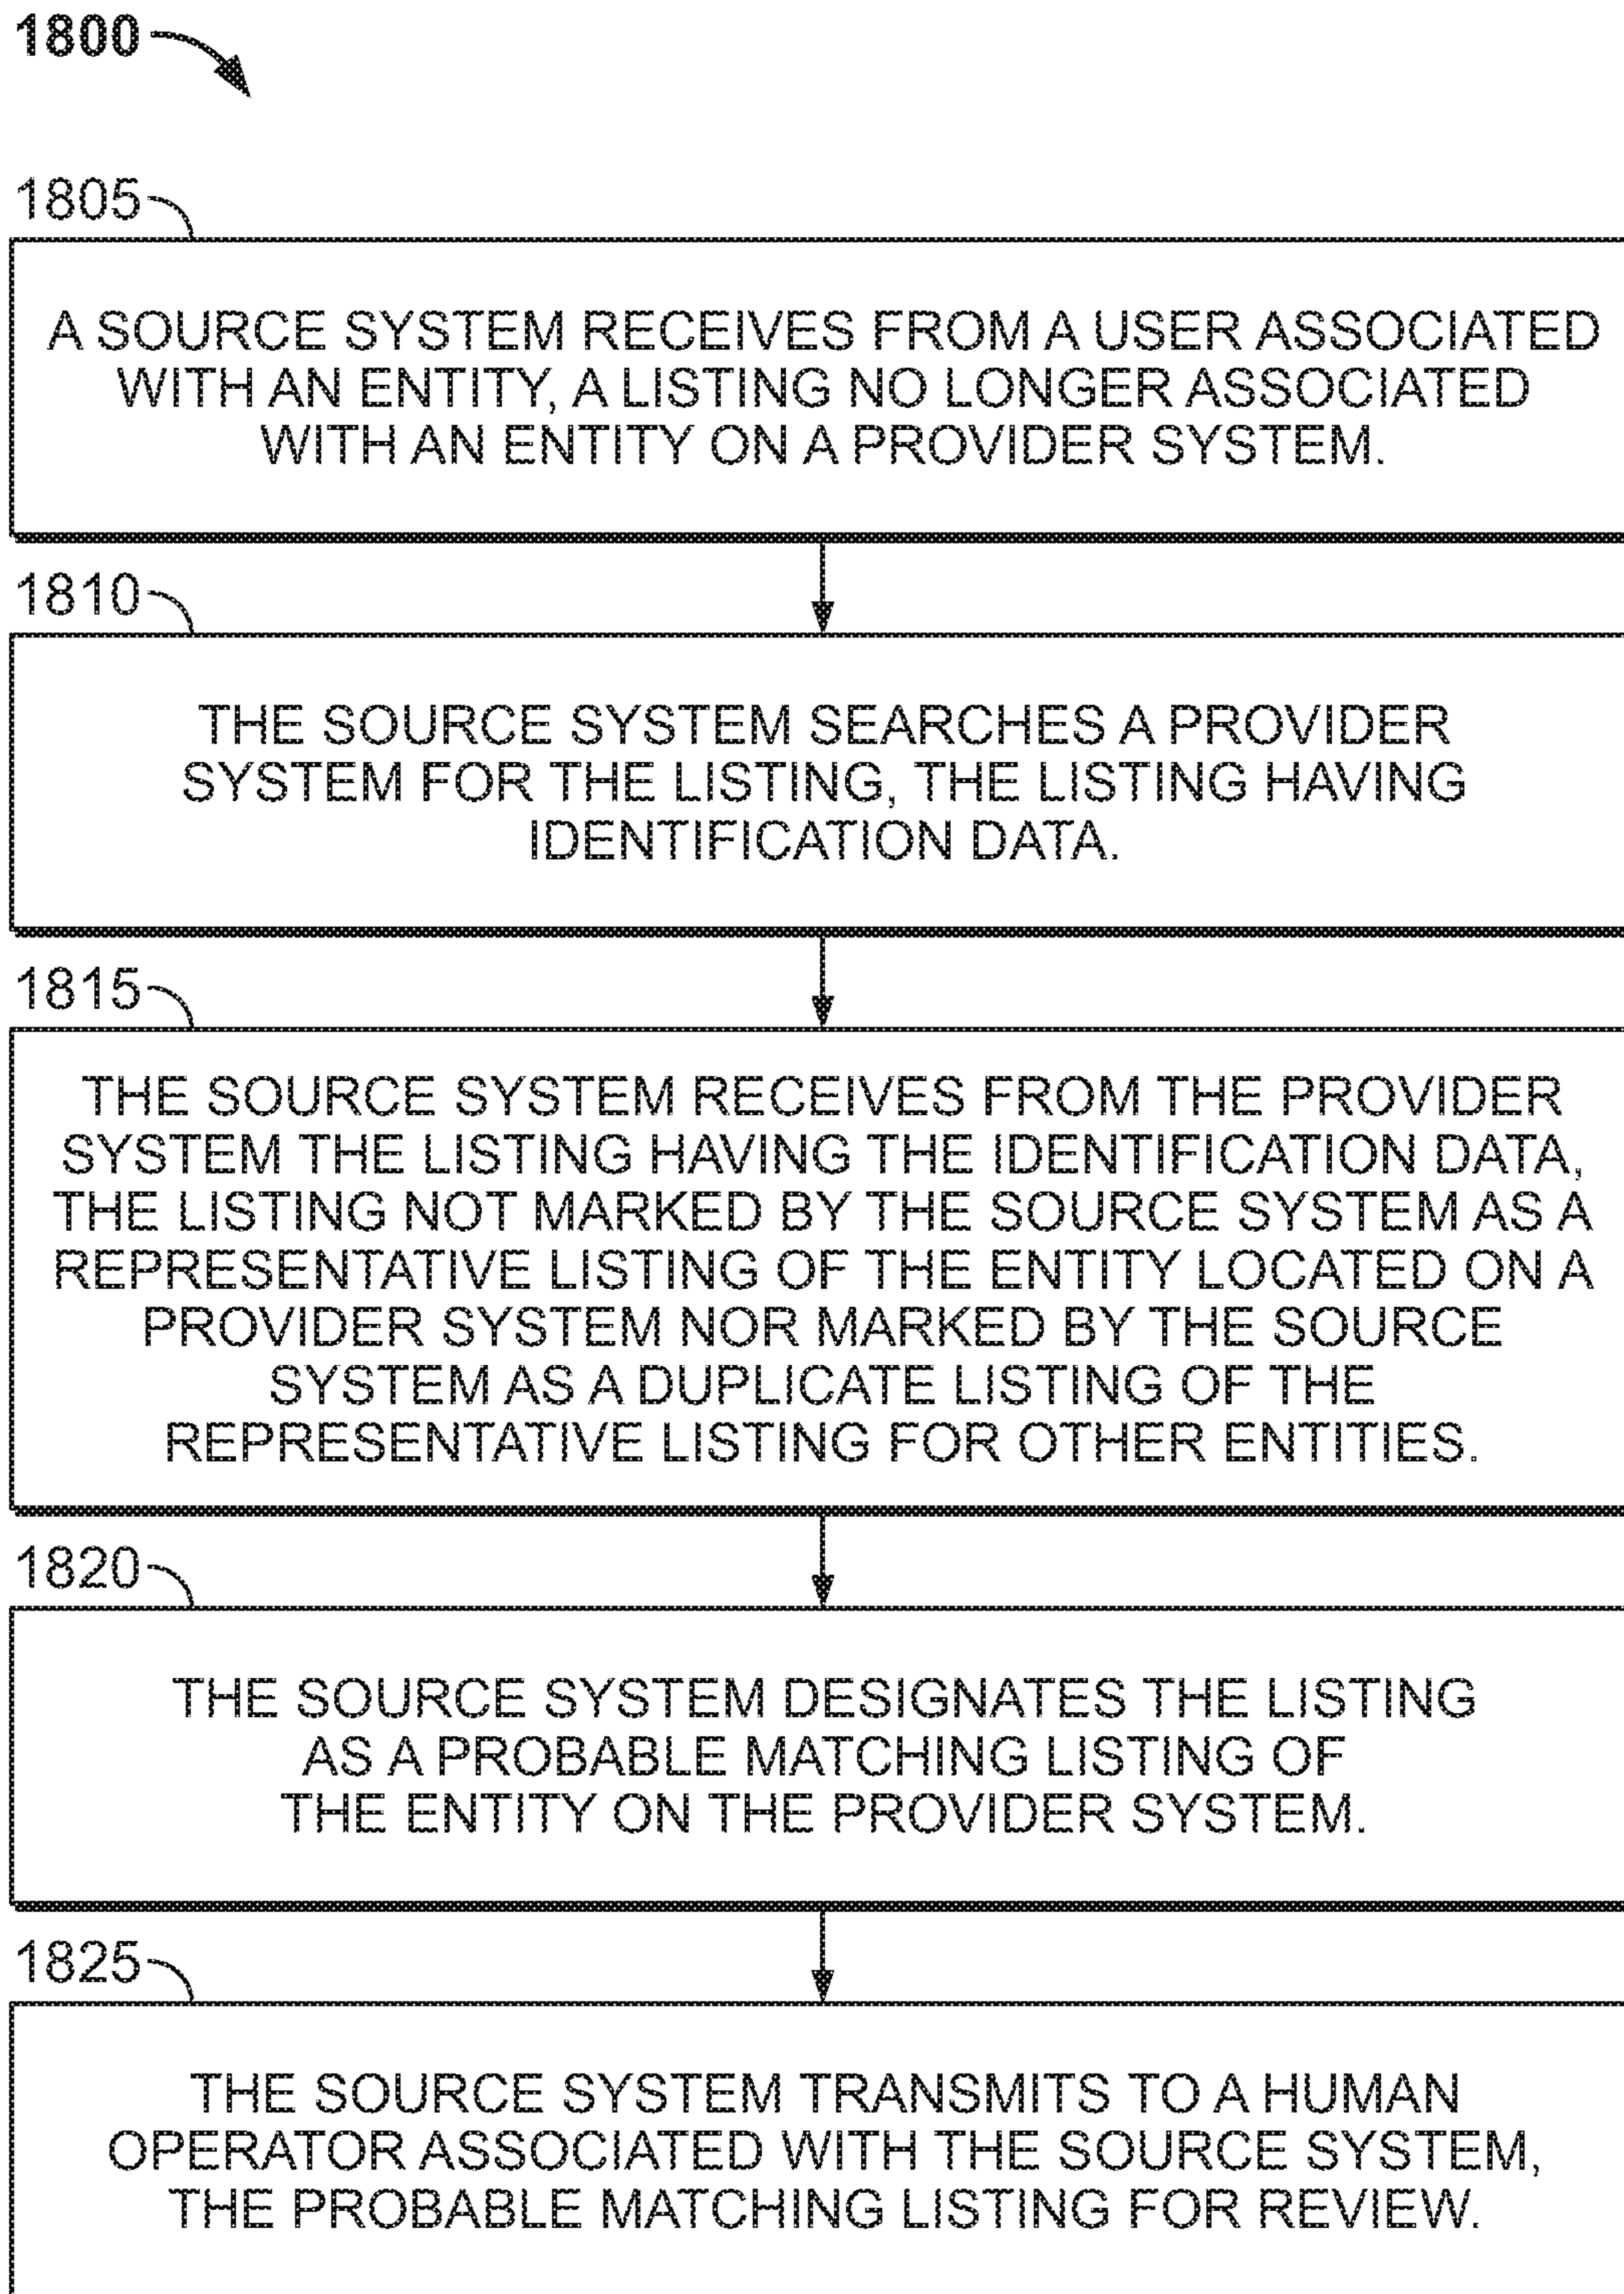 1800
1805
A SOURCE SYSTEM RECEIVES FROM A USER ASSOCIATED
WITH AN ENTITY, A LISTING NO LONGER ASSOCIATED
WITH AN ENTITY ON A PROVIDER SYSTEM.
1810
THE SOURCE SYSTEM SEARCHES A PROVIDER
SYSTEM FOR THE LISTING, THE LISTING HAVING
IDENTIFICATION DATA.
1815
THE SOURCE SYSTEM RECEIVES FROM THE PROVIDER
SYSTEM THE LISTING HAVING THE IDENTIFICATION DATA,
THE LISTING NOT MARKED BY THE SOURCE SYSTEM AS A
REPRESENTATIVE LISTING OF THE ENTITY LOCATED ON A
PROVIDER SYSTEM NOR MARKED BY THE SOURCE
SYSTEM AS A DUPLICATE LISTING OF THE
REPRESENTATIVE LISTING FOR OTHER ENTITIES.
1820
THE SOURCE SYSTEM DESIGNATES THE LISTING
AS A PROBABLE MATCHING LISTING OF
THE ENTITY ON THE PROVIDER SYSTEM.
1825
THE SOURCE SYSTEM TRANSMITS TO A HUMAN
OPERATOR ASSOCIATED WITH THE SOURCE SYSTEM,
THE PROBABLE MATCHING LISTING FOR REVIEW.